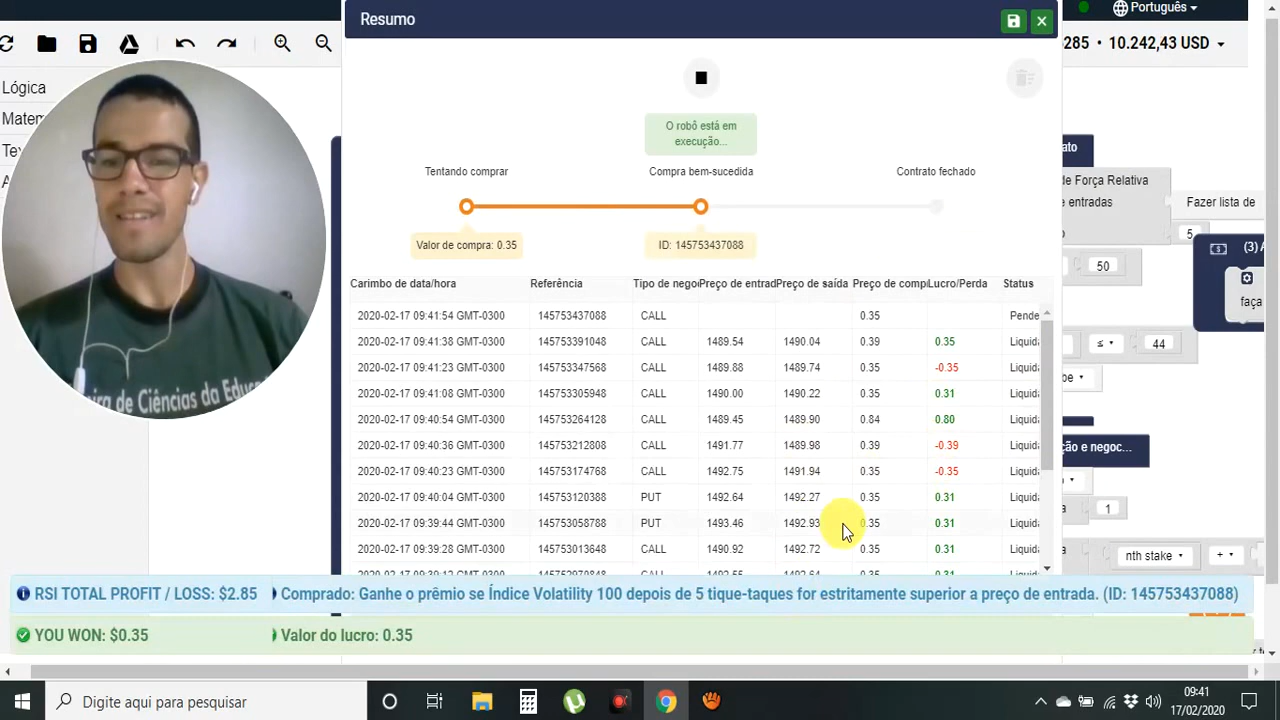 Resumo
Português
285 • 10.242,43 USD
Lógica
O robô está em
execução...
Tentando comprar
Compra bem-sucedida
Contrato fechado
Valor de compra: 0.35
ID: 145753437088
de Força Relativa
entradas
Fazer lista de
5
50
(3)
faça
≤
44
1
nth stake
+
Carimbo de data/hora Referência Tipo de nego Preço de entrad Preço de saída Preço de comp Lucro/Perda Status
2020-02-17 09:41:54 GMT-0300 145753437088 CALL 0.35 Pende
2020-02-17 09:41:38 GMT-0300 145753391048 CALL 1489.54 1490.04 0.39 0.35 Liquid
2020-02-17 09:41:23 GMT-0300 145753347568 CALL 1489.88 1489.74 0.35 -0.35 Liquid
2020-02-17 09:41:08 GMT-0300 145753305948 CALL 1490.00 1490.22 0.35 0.31 Liquid
2020-02-17 09:40:54 GMT-0300 145753264128 CALL 1489.45 1489.90 0.84 0.80 Liquid
2020-02-17 09:40:36 GMT-0300 145753212808 CALL 1491.77 1489.98 0.39 -0.39 Liquid
2020-02-17 09:40:23 GMT-0300 145753174768 CALL 1492.75 1491.94 0.35 -0.35 Liquid
2020-02-17 09:40:04 GMT-0300 145753120388 PUT 1492.64 1492.27 0.35 0.31 Liquid
2020-02-17 09:39:44 GMT-0300 145753058788 PUT 1493.46 1492.93 0.35 0.31 Liquid
2020-02-17 09:39:28 GMT-0300 145753013648 CALL 1490.92 1492.72 0.35 0.31 Liquid
ção e negoc...
de Ciências da
RSI TOTAL PROFIT / LOSS: $2.85
Comprado: Ganhe o prêmio se Índice Volatility 100 depois de 5 tique-taques for estritamente superior a preço de entrada. (ID: 145753437088)
YOU WON: $0.35
Valor do lucro: 0.35
Digite aqui para pesquisar
09:41
17/02/2020